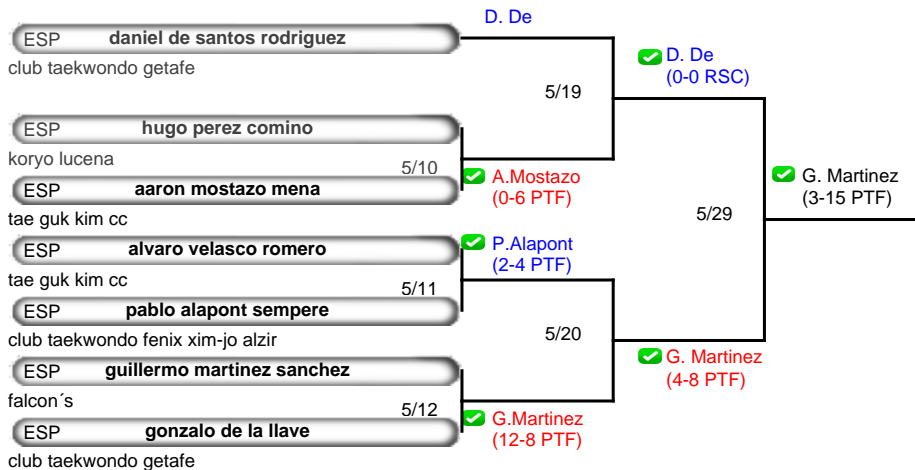 D. De
ESP daniel de santos rodriguez
club taekwondo getafe
D. De
(0-0 RSC)
5/19
ESP hugo perez comino
koryo lucena
5/10
ESP aaron mostazo mena
tae guk kim cc
A.Mostazo
(0-6 PTF)
G. Martinez
(3-15 PTF)
5/29
ESP alvaro velasco romero
tae guk kim cc
P.Alapont
(2-4 PTF)
5/11
ESP pablo alapont sempere
club taekwondo fenix xim-jo alzir
5/20
ESP guillermo martinez sanchez
falcon´s
G. Martinez
(4-8 PTF)
5/12
ESP gonzalo de la llave
club taekwondo getafe
G.Martinez
(12-8 PTF)